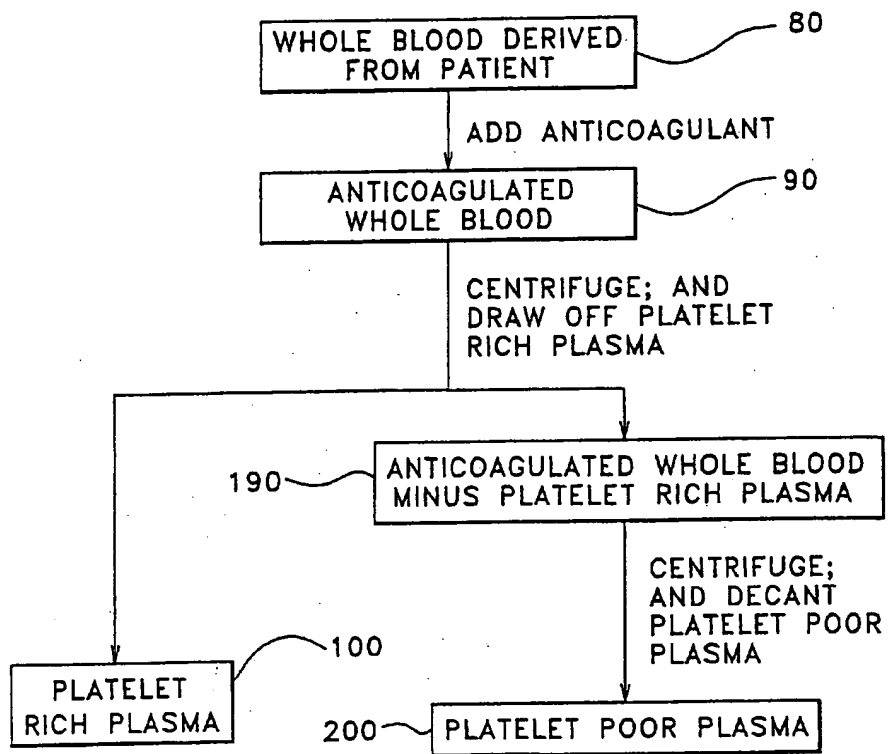 WHOLE BLOOD DERIVED
FROM PATIENT
80
ADD ANTICOAGULANT
ANTICOAGULATED
WHOLE BLOOD
90
CENTRIFUGE; AND
DRAW OFF PLATELET
RICH PLASMA
190
ANTICOAGULATED WHOLE BLOOD
MINUS PLATELET RICH PLASMA
CENTRIFUGE;
AND DECANT
PLATELET POOR
PLASMA
100
PLATELET
RICH PLASMA
200
PLATELET POOR PLASMA